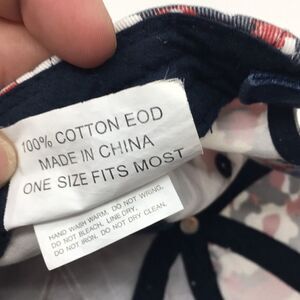 100% COTTON EOD
MADE IN CHINA
ONE SIZE FITS MOST
HAND WASH WARM, DO NOT WRING,
DO NOT BLEACH, LINE DRY.
DO NOT IRON. DO NOT DRY CLEAN.